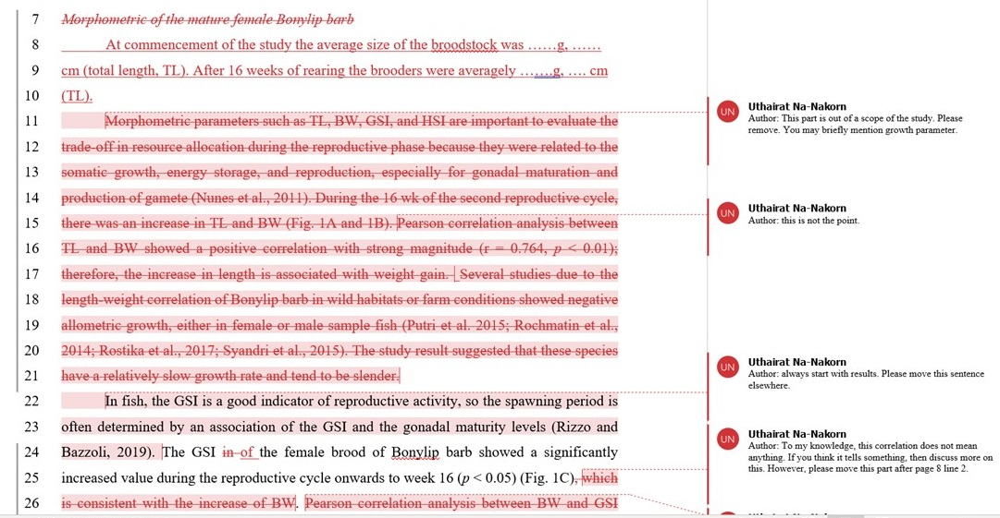 7 Morphometric of the mature female Bonylip barb
8 At commencement of the study the average size of the broodstock was ……g, ……
9 cm (total length, TL). After 16 weeks of rearing the brooders were averagely …….g, …. cm
10 (TL).
11 Morphometric parameters such as TL, BW, GSI, and HSI are important to evaluate the
12 trade-off in resource allocation during the reproductive phase because they were related to the
13 somatic growth, energy storage, and reproduction, especially for gonadal maturation and
14 production of gamete (Nunes et al., 2011). During the 16 wk of the second reproductive cycle,
15 there was an increase in TL and BW (Fig. 1A and 1B). Pearson correlation analysis between
16 TL and BW showed a positive correlation with strong magnitude (r = 0.764, p < 0.01);
17 therefore, the increase in length is associated with weight gain. Several studies due to the
18 length-weight correlation of Bonylip barb in wild habitats or farm conditions showed negative
19 allometric growth, either in female or male sample fish (Putri et al. 2015; Rochmatin et al.,
20 2014; Rostika et al., 2017; Syandri et al., 2015). The study result suggested that these species
21 have a relatively slow growth rate and tend to be slender.
22 In fish, the GSI is a good indicator of reproductive activity, so the spawning period is
23 often determined by an association of the GSI and the gonadal maturity levels (Rizzo and
24 Bazzoli, 2019). The GSI in of the female brood of Bonylip barb showed a significantly
25 increased value during the reproductive cycle onwards to week 16 (p < 0.05) (Fig. 1C), which
26 is consistent with the increase of BW. Pearson correlation analysis between BW and GSI
UN Uthairat Na-Nakorn
Author: This part is out of a scope of the study. Please
remove. You may briefly mention growth parameter.
UN Uthairat Na-Nakorn
Author: this is not the point.
UN Uthairat Na-Nakorn
Author: always start with results. Please move this sentence
elsewhere.
UN Uthairat Na-Nakorn
Author: To my knowledge, this correlation does not mean
anything. If you think it tells something, then discuss more on
this. However, please move this part after page 8 line 2.